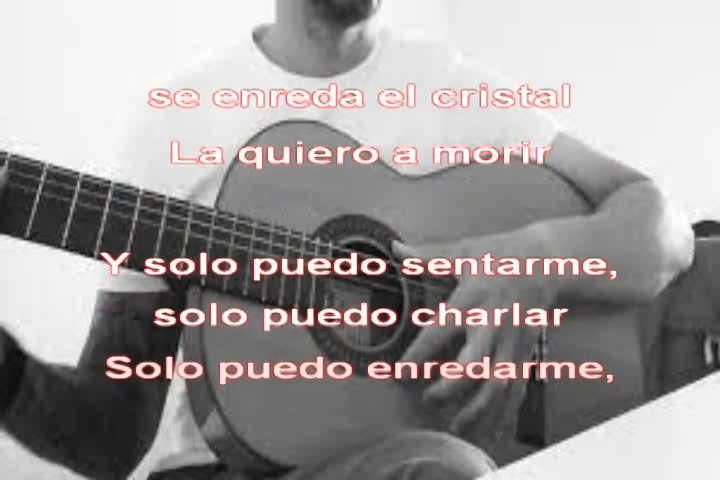 se enreda el cristal
La quiero a morir
Y solo puedo sentarme,
solo puedo charlar
Solo puedo enredarme,